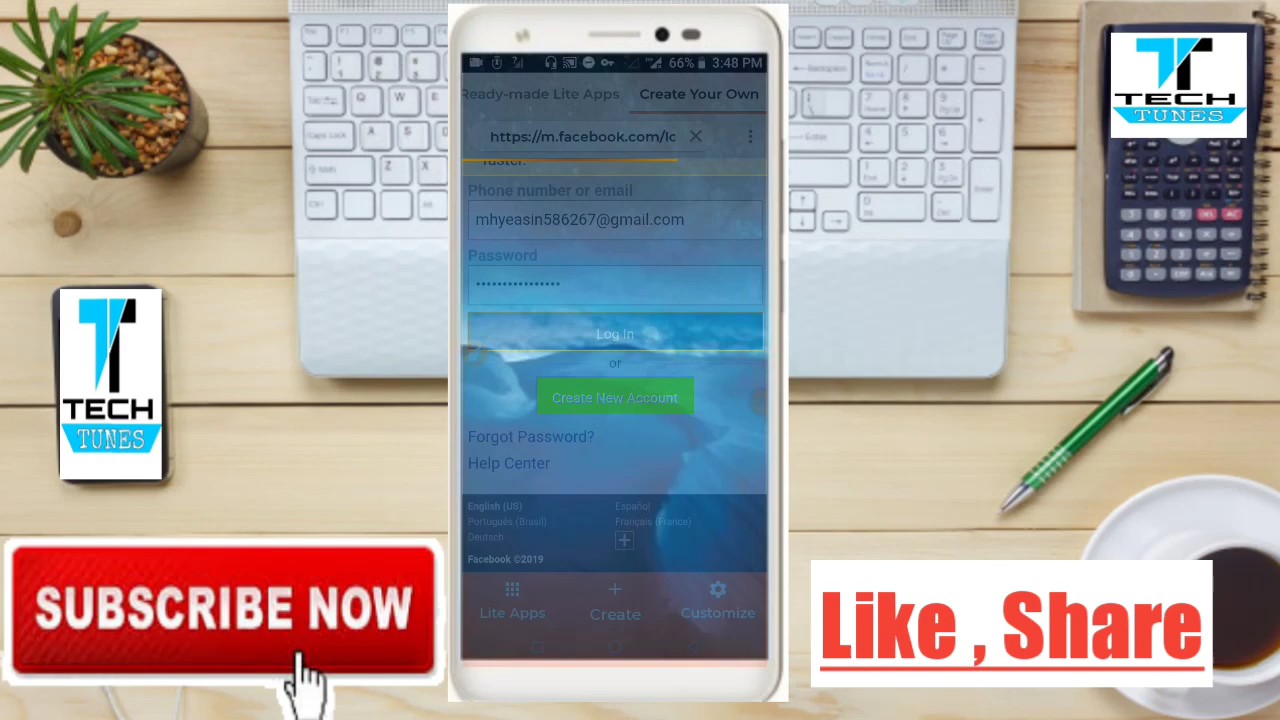 66% 3:48 PM
Ready-made Lite Apps Create Your Own
https://m.facebook.com/lo
faster.
Phone number or email
mhyeasin586267@gmail.com
Password
Log In
or
Create New Account
Forgot Password?
Help Center
English (US) Español
Português (Brasil) Français (France)
Deutsch
Facebook ©2019
Lite Apps Create Customize
TECH
TUNES
TECH
TUNES
SUBSCRIBE NOW
Like , Share